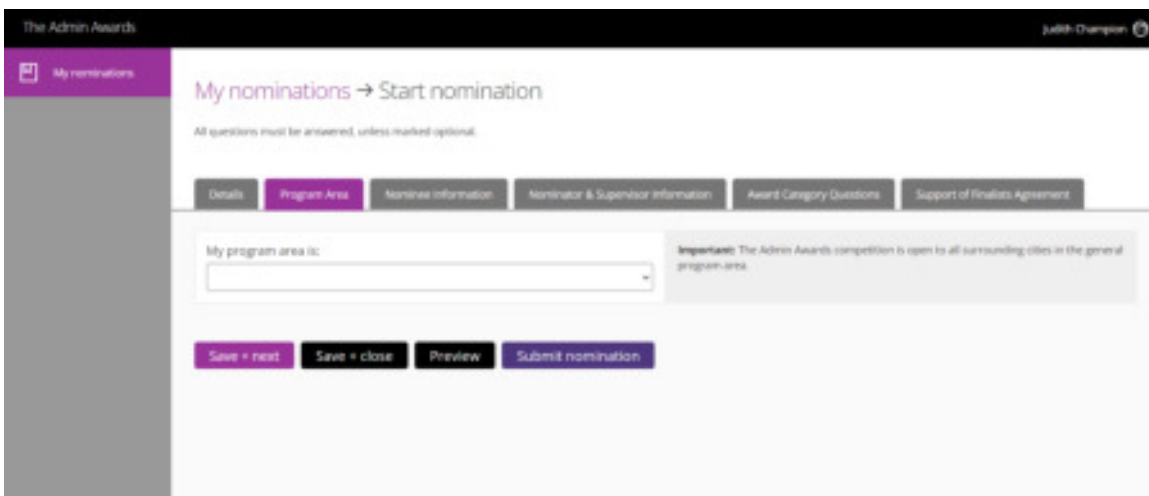 The Admin Awards
Judith Champion
My nominations
My nominations → Start nomination
All questions must be answered, unless marked optional.
Details
Program Area
Nominee Information
Nominator & Supervisor Information
Award Category Questions
Support of Finalists Agreement
My program area is:
Important: The Admin Awards competition is open to all surrounding cities in the general
program area.
Save + next
Save + close
Preview
Submit nomination